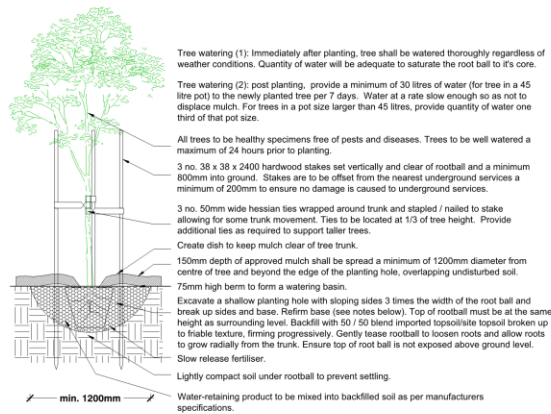 Tree watering (1): Immediately after planting, tree shall be watered thoroughly regardless of
weather conditions. Quantity of water will be adequate to saturate the root ball to it's core.
Tree watering (2): post planting, provide a minimum of 30 litres of water (for tree in a 45
litre pot) to the newly planted tree per 7 days. Water at a rate slow enough so as not to
displace mulch. For trees in a pot size larger than 45 litres, provide quantity of water one
third of that pot size.
All trees to be healthy specimens free of pests and diseases. Trees to be well watered a
maximum of 24 hours prior to planting.
3 no. 38 x 38 x 2400 hardwood stakes set vertically and clear of rootball and a minimum
800mm into ground. Stakes are to be offset from the nearest underground services a
minimum of 200mm to ensure no damage is caused to underground services.
3 no. 50mm wide hessian ties wrapped around trunk and stapled / nailed to stake
allowing for some trunk movement. Ties to be located at 1/3 of tree height. Provide
additional ties as required to support taller trees.
Create dish to keep mulch clear of tree trunk.
150mm depth of approved mulch shall be spread a minimum of 1200mm diameter from
centre of tree and beyond the edge of the planting hole, overlapping undisturbed soil.
75mm high berm to form a watering basin.
Excavate a shallow planting hole with sloping sides 3 times the width of the root ball and
break up sides and base. Refirm base (see notes below). Top of rootball must be at the same
height as surrounding level. Backfill with 50 / 50 blend imported topsoil/site topsoil broken up
to friable texture, firming progressively. Gently tease rootball to loosen roots and allow roots
to grow radially from the trunk. Ensure top of root ball is not exposed above ground level.
Slow release fertiliser.
Lightly compact soil under rootball to prevent settling.
min. 1200mm
Water-retaining product to be mixed into backfilled soil as per manufacturers
specifications.